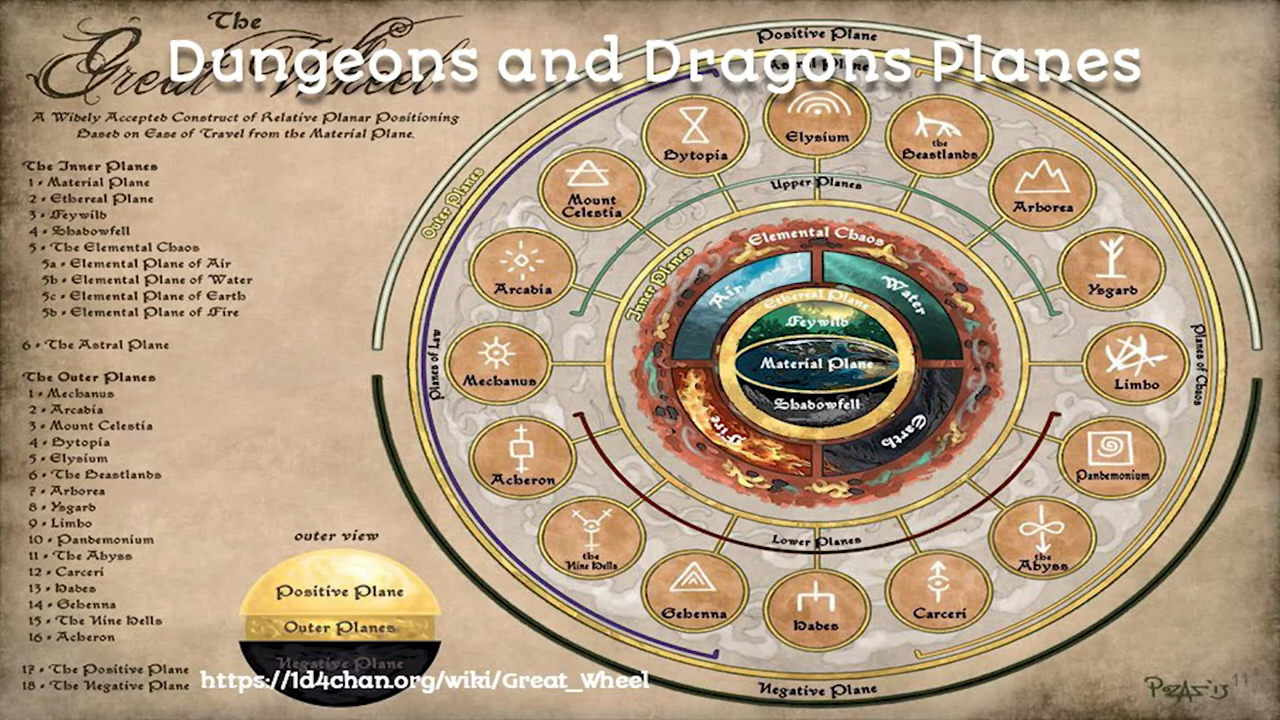 The
Great Wheel
Dungeons and Dragons Planes
A Widely Accepted Construct of Relative Planar Positioning
Based on Ease of Travel from the Material Plane.
The Inner Planes
1 • Material Plane
2 • Ethereal Plane
3 • Feywild
4 • Shadowfell
5 • The Elemental Chaos
5a • Elemental Plane of Air
5b • Elemental Plane of Water
5c • Elemental Plane of Earth
5d • Elemental Plane of Fire
6 • The Astral Plane
The Outer Planes
1 • Mechanus
2 • Arcadia
3 • Mount Celestia
4 • Bytopia
5 • Elysium
6 • The Beastlands
7 • Arborea
8 • Ysgard
9 • Limbo
10 • Pandemonium
11 • The Abyss
12 • Carceri
13 • Hades
14 • Gehenna
15 • The Nine Hells
16 • Acheron
17 • The Positive Plane
18 • The Negative Plane
outer view
Positive Plane
Outer Planes
Negative Plane
https://1d4chan.org/wiki/Great_Wheel
Positive Plane
Astral Plane
Outer Planes
Planes of Law
Planes of Chaos
Elysium
Bytopia
the
Beastlands
Mount
Celestia
Arborea
Arcadia
Ysgard
Mechanus
Limbo
Acheron
Pandemonium
the
Nine Hells
the
Abyss
Gehenna
Hades
Carceri
Upper Planes
Inner Planes
Elemental Chaos
Air
Water
Ethereal Plane
Feywild
Material Plane
Shadowfell
Fire
Earth
Lower Planes
Negative Plane
PozAs'13
11